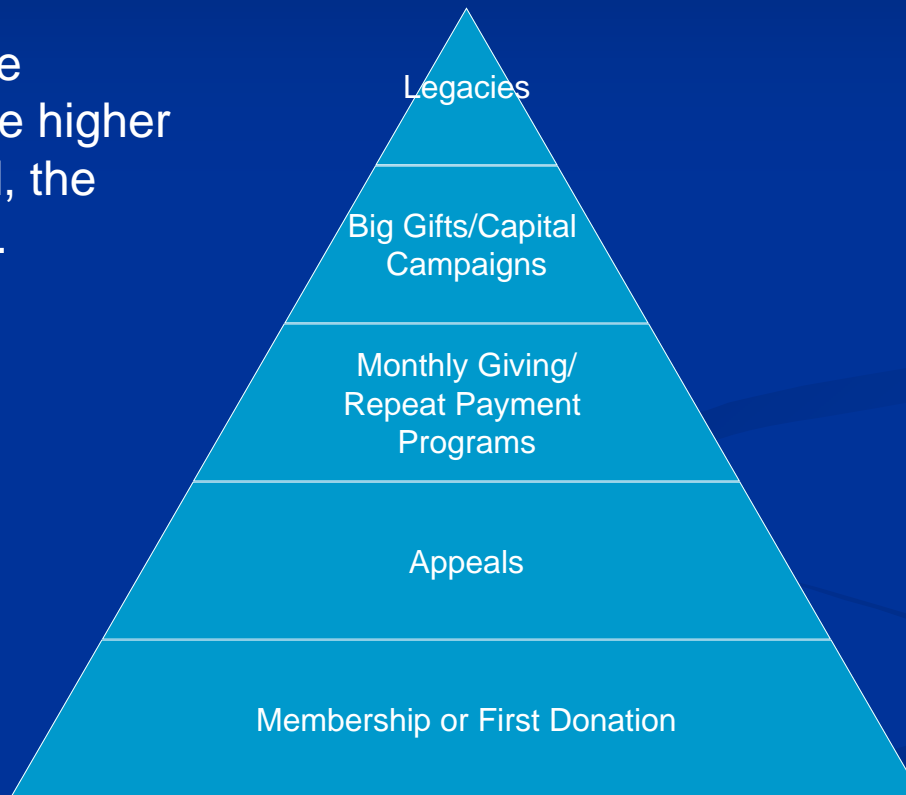 e
e higher
, the
.
Legacies
Big Gifts/Capital
Campaigns
Monthly Giving/
Repeat Payment
Programs
Appeals
Membership or First Donation